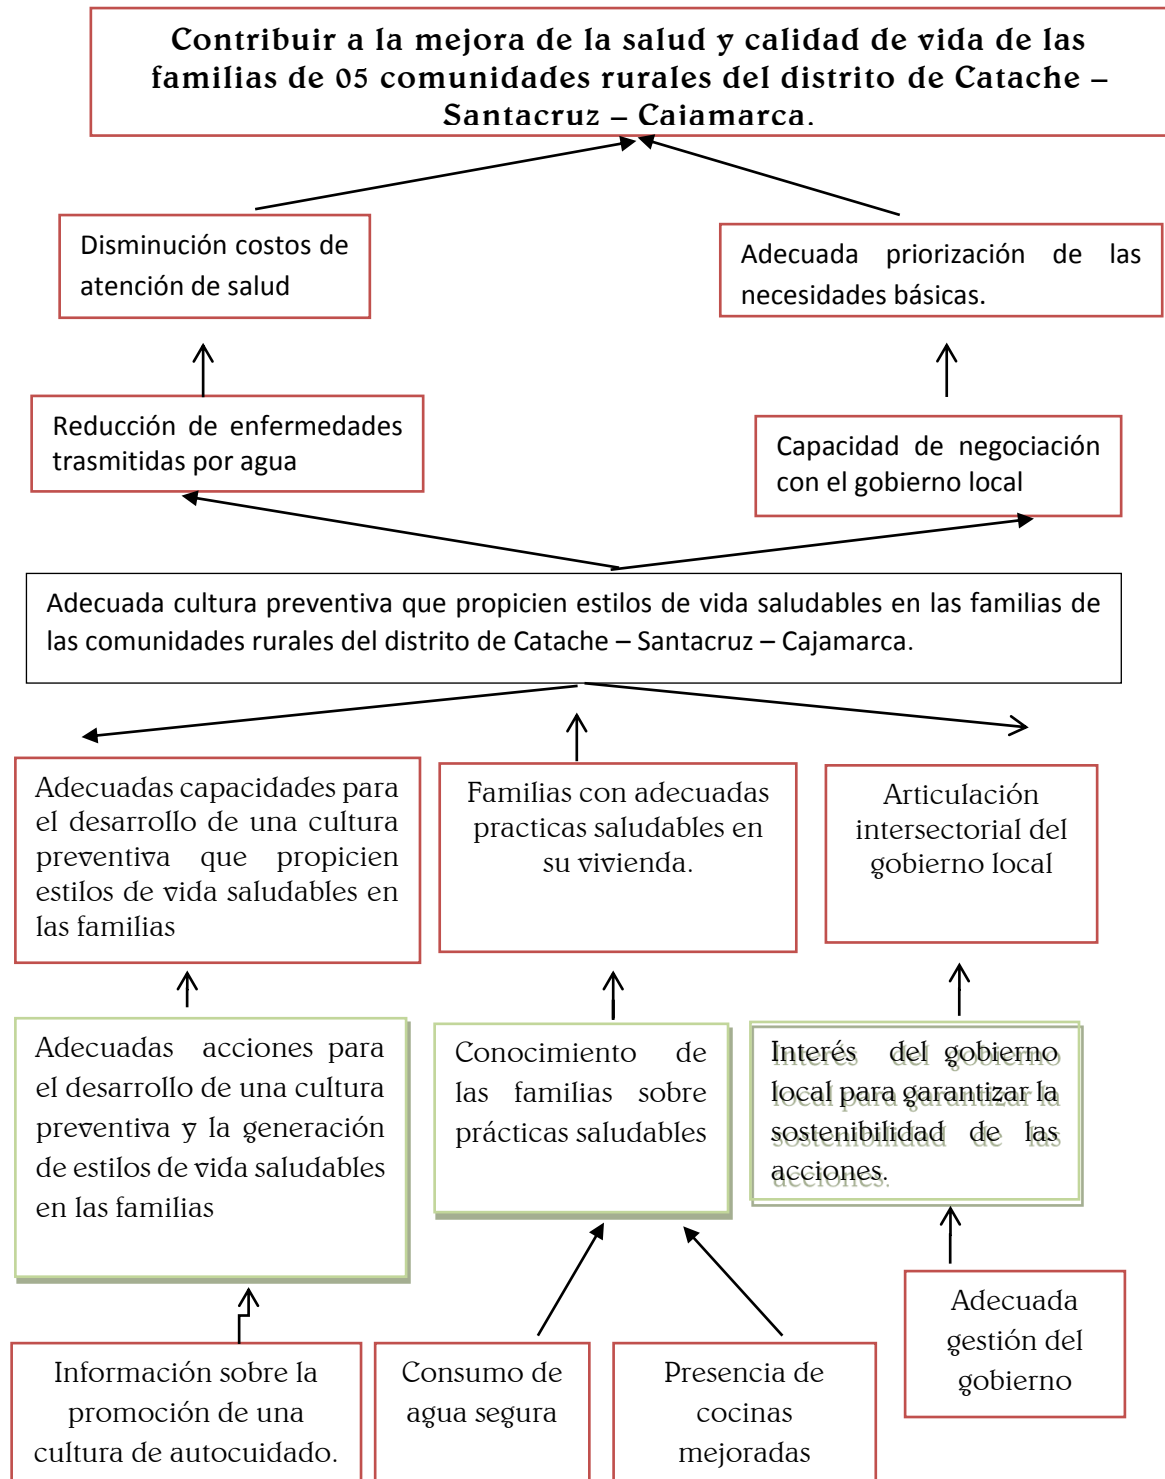 Contribuir a la mejora de la salud y calidad de vida de las
familias de 05 comunidades rurales del distrito de Catache –
Santacruz – Cajamarca.
Disminución costos de
atención de salud
Adecuada priorización de las
necesidades básicas.
Reducción de enfermedades
trasmitidas por agua
Capacidad de negociación
con el gobierno local
Adecuada cultura preventiva que propicien estilos de vida saludables en las familias de
las comunidades rurales del distrito de Catache – Santacruz – Cajamarca.
Adecuadas capacidades para
el desarrollo de una cultura
preventiva que propicien
estilos de vida saludables en
las familias
Familias con adecuadas
practicas saludables en
su vivienda.
Articulación
intersectorial del
gobierno local
Adecuadas acciones para
el desarrollo de una cultura
preventiva y la generación
de estilos de vida saludables
en las familias
Conocimiento de
las familias sobre
prácticas saludables
Interés del gobierno
local para garantizar la
sostenibilidad de las
acciones.
Información sobre la
promoción de una
cultura de autocuidado.
Consumo de
agua segura
Presencia de
cocinas
mejoradas
Adecuada
gestión del
gobierno